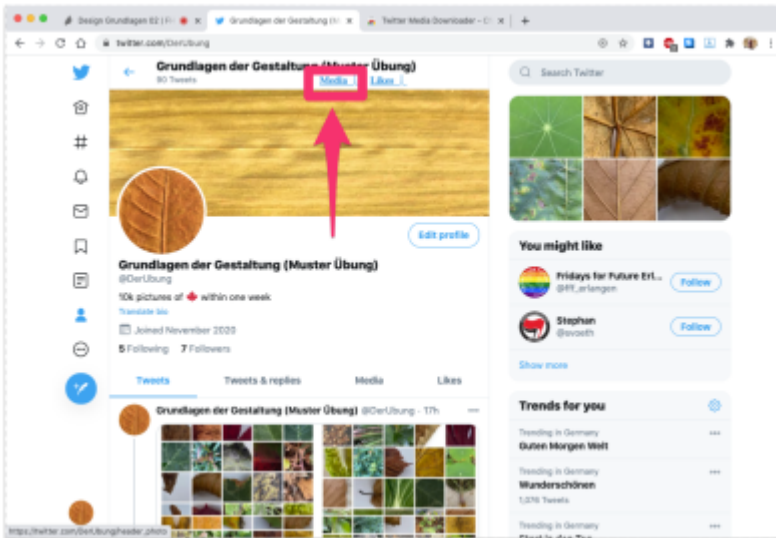 Design Grundlagen 02 |
Grundlagen der Gestaltung (M
Twitter Media Downloader - C
twitter.com/DerUbung
Grundlagen der Gestaltung (Muster Übung)
80 Tweets
Media
Likes
Search Twitter
Edit profile
Grundlagen der Gestaltung (Muster Übung)
@DerUbung
10k pictures of 🍁 within one week
Translate bio
Joined November 2020
5 Following 7 Followers
Tweets Tweets & replies Media Likes
Grundlagen der Gestaltung (Muster Übung) @DerUbung · 17h
You might like
Fridays for Future Erl...
@fff_erlangen
Follow
Stephan
Follow
Show more
Trends for you
Trending in Germany
Guten Morgen Welt
Trending in Germany
Wunderschönen
1,076 Tweets
Trending in Germany
https://twitter.com/DerUbung/header_photo